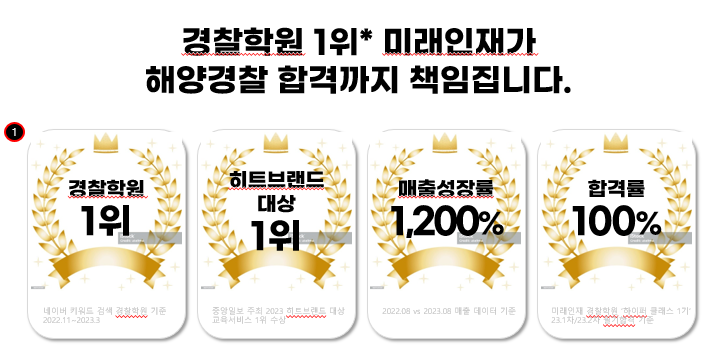 경찰학원 1위* 미래인재가
해양경찰 합격까지 책임집니다.
1
경찰학원
1위
네이버 키워드 검색 경찰학원 기준
2022.11~2023.3
히트브랜드
대상
1위
중앙일보 주최 2023 히트브랜드 대상
교육서비스 1위 수상
매출성장률
1,200%
2022.08 vs 2023.08 매출 데이터 기준
합격률
100%
미래인재 경찰학원 '하이퍼 클래스 1기'
23.1차/23.2차 필기합격 기준